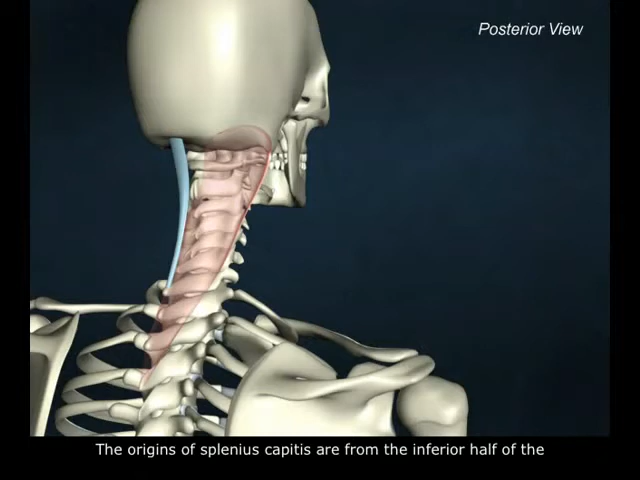 Posterior View
The origins of splenius capitis are from the inferior half of the